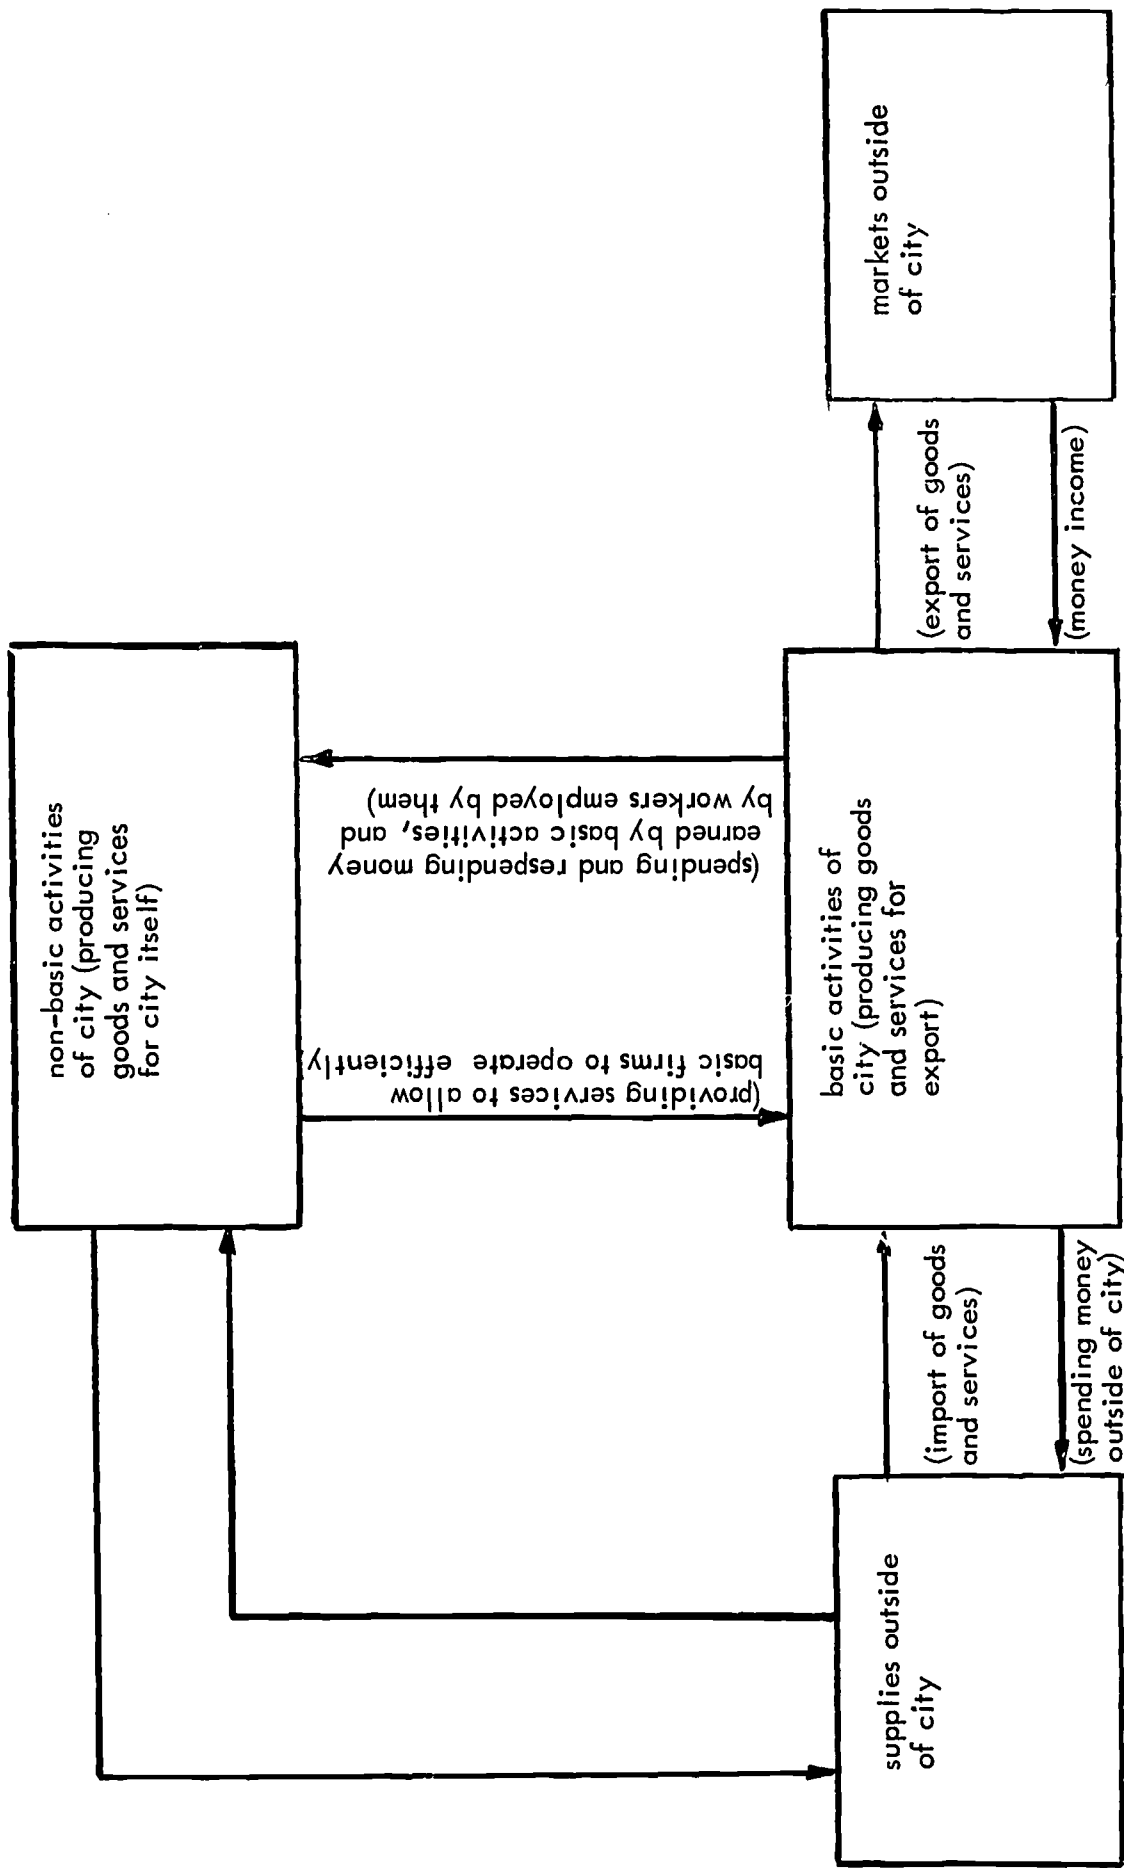 non-basic activities
of city (producing
goods and services
for city itself)
(providing services to allow
basic firms to operate efficiently
(spending and respending money
earned by basic activities, and
by workers employed by them)
supplies outside
of city
(import of goods
and services)
(spending money
outside of city)
basic activities of
city (producing goods
and services for
export)
(export of goods
and services)
(money income)
markets outside
of city